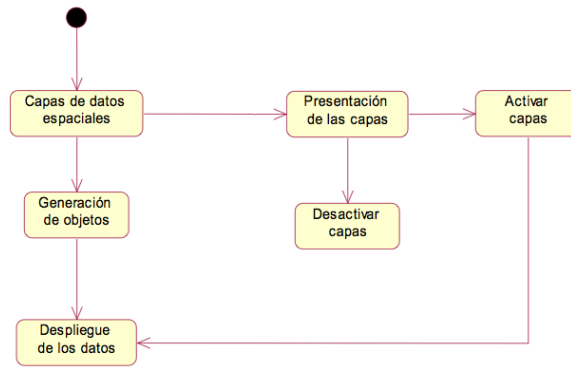 Capas de datos
espaciales
Presentación
de las capas
Activar
capas
Generación
de objetos
Desactivar
capas
Despliegue
de los datos